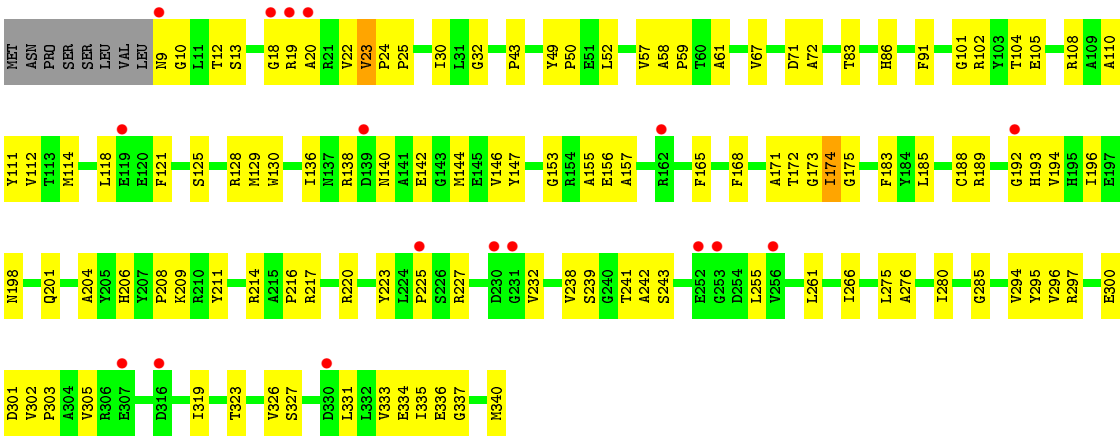 MET ASN PRO SER SER LEU VAL LEU N9 G10 L11 T12 S13 G18 R19 A20 R21 V22 V23 P24 P25 I30 L31 G32 P43 Y49 P50 E51 L52 V57 A58 P59 T60 A61 V67 D71 A72 T83 H86 F91 G101 R102 Y103 T104 E105 R108 A109 A110
Y111 V112 T113 M114 L118 E119 E120 F121 S125 R128 M129 W130 I136 N137 R138 D139 N140 A141 E142 G143 M144 E145 V146 Y147 G153 R154 A155 E156 A157 R162 F165 F168 A171 T172 G173 I174 G175 F183 Y184 L185 C188 R189 G192 H193 V194 H195 I196 E197
N198 Q201 A204 Y205 H206 Y207 P208 K209 R210 Y211 R214 A215 P216 R217 R220 Y223 L224 P225 S226 R227 D230 G231 V232 V238 S239 G240 T241 A242 S243 E252 G253 D254 L255 V256 L261 I266 L275 A276 I280 G285 V294 Y295 V296 R297 E300
D301 V302 P303 A304 V305 R306 E307 D316 I319 T323 V326 S327 D330 L331 L332 V333 E334 I335 E336 G337 M340